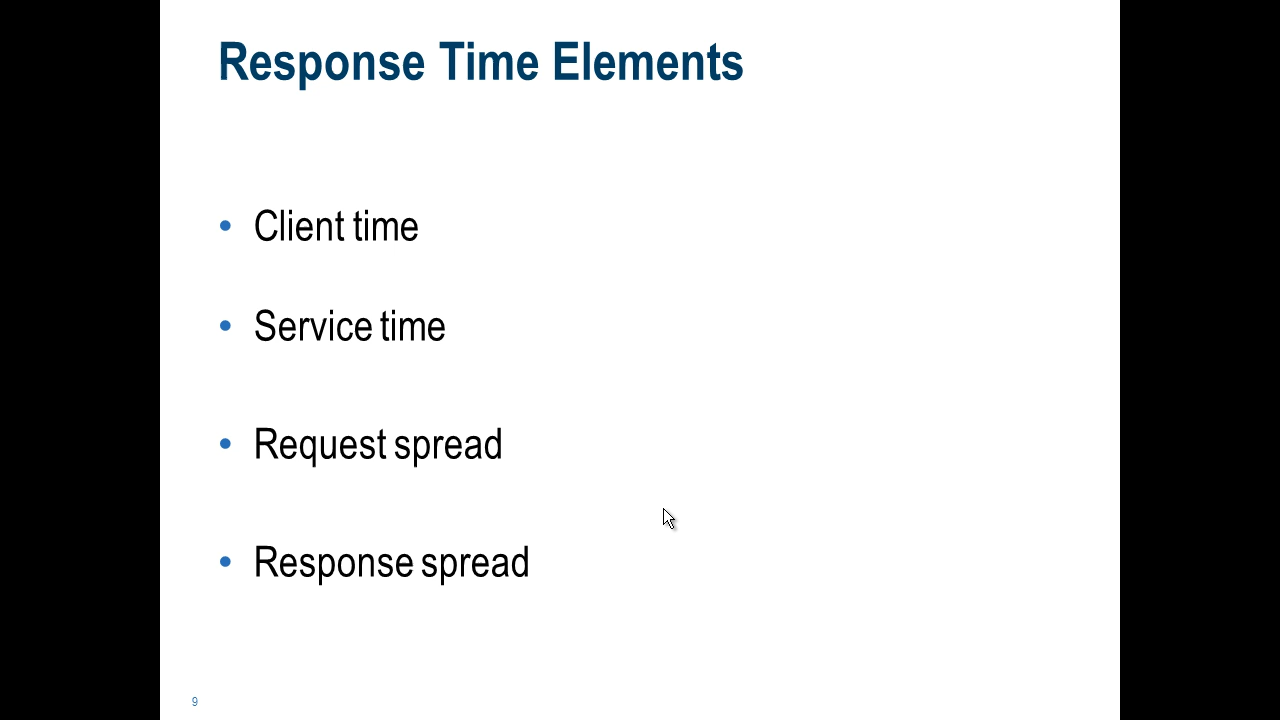 Response Time Elements
• Client time
• Service time
• Request spread
• Response spread
9